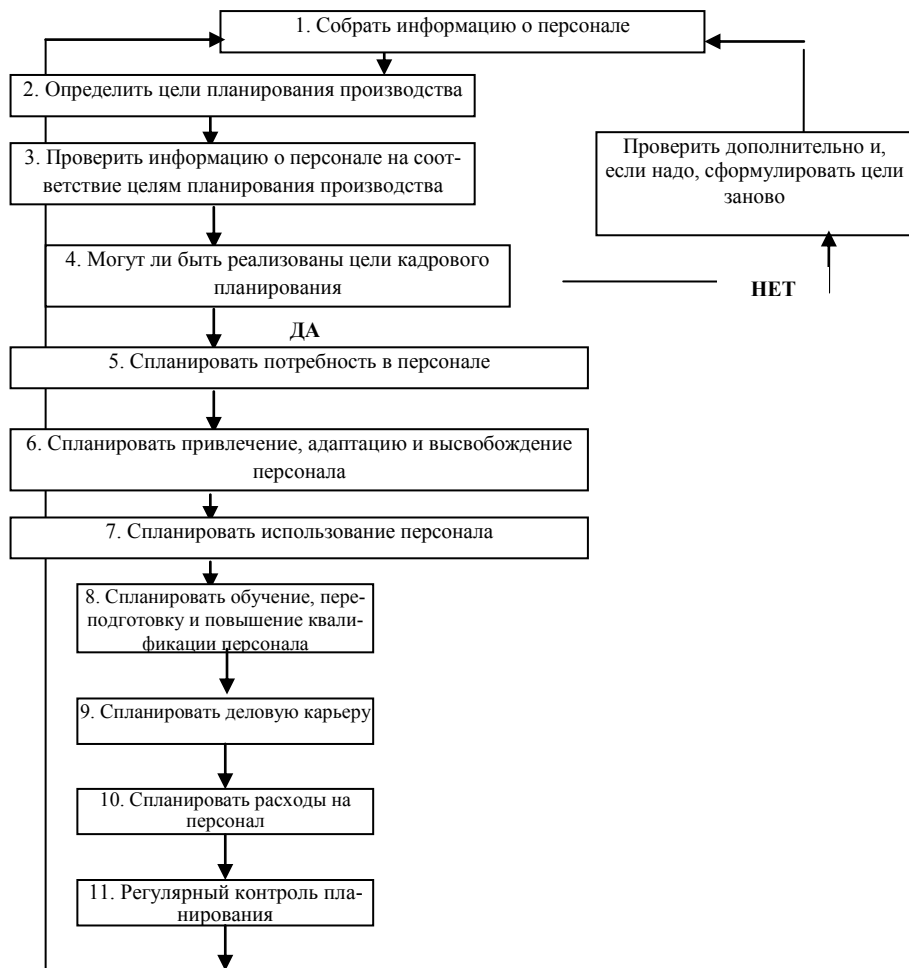 1. Собрать информацию о персонале
2. Определить цели планирования производства
3. Проверить информацию о персонале на соот-
ветствие целям планирования производства
Проверить дополнительно и,
если надо, сформулировать цели
заново
4. Могут ли быть реализованы цели кадрового
планирования
НЕТ
ДА
5. Спланировать потребность в персонале
6. Спланировать привлечение, адаптацию и высвобождение
персонала
7. Спланировать использование персонала
8. Спланировать обучение, пере-
подготовку и повышение квали-
фикации персонала
9. Спланировать деловую карьеру
10. Спланировать расходы на
персонал
11. Регулярный контроль пла-
нирования